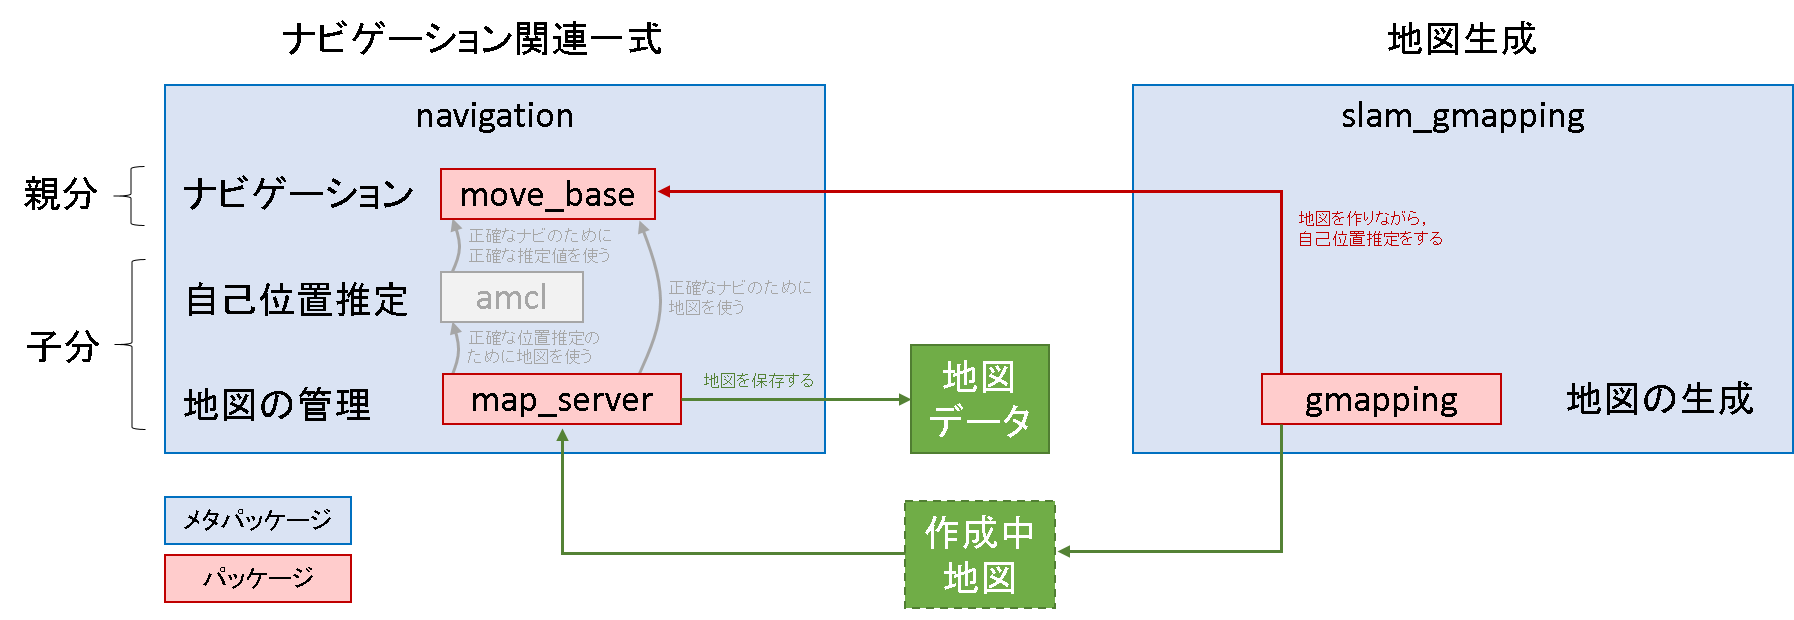 ナビゲーション関連一式
地図生成
navigation
slam_gmapping
親分
ナビゲーション
move_base
地図を作りながら,
自己位置推定をする
正確なナビのために
正確な推定値を使う
子分
自己位置推定
amcl
正確なナビのために
地図を使う
正確な位置推定の
ために地図を使う
地図の管理
map_server
地図を保存する
地図
データ
gmapping
地図の生成
メタパッケージ
作成中
地図
パッケージ